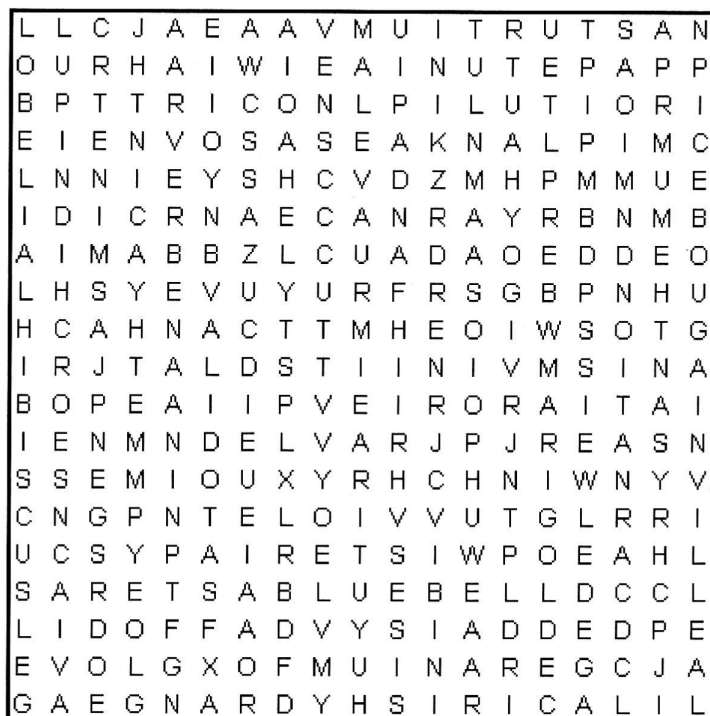 L L C J A E A A V M U I T R U T S A N
O U R H A I W I E A I N U T E P A P P
B P T T R I C O N L P I L U T I O R I
E I E N V O S A S E A K N A L P I M C
L N N I E Y S H C V D Z M H P M M U E
I D I C R N A E C A N R A Y R B N M B
A I M A B B Z L C U A D A O E D D E O
L H S Y E V U Y U R F R S G B P N H U
H C A H N A C T T M H E O I W S O T G
I R J T A L D S T I I N I V M S I N A
B O P E A I I P V E I R O R A I T A I
I E N M N D E L V A R J P J R E A S N
S S E M I O U X Y R H C H N I W N Y V
C N G P N T E L O I V V U T G L R R I
U C S Y P A I R E T S I W P O E A H L
S A R E T S A B L U E B E L L D C C L
L I D O F F A D V Y S I A D D E D P E
E V O L G X O F M U I N A R E G C J A
G A E G N A R D Y H S I R I C A L I L